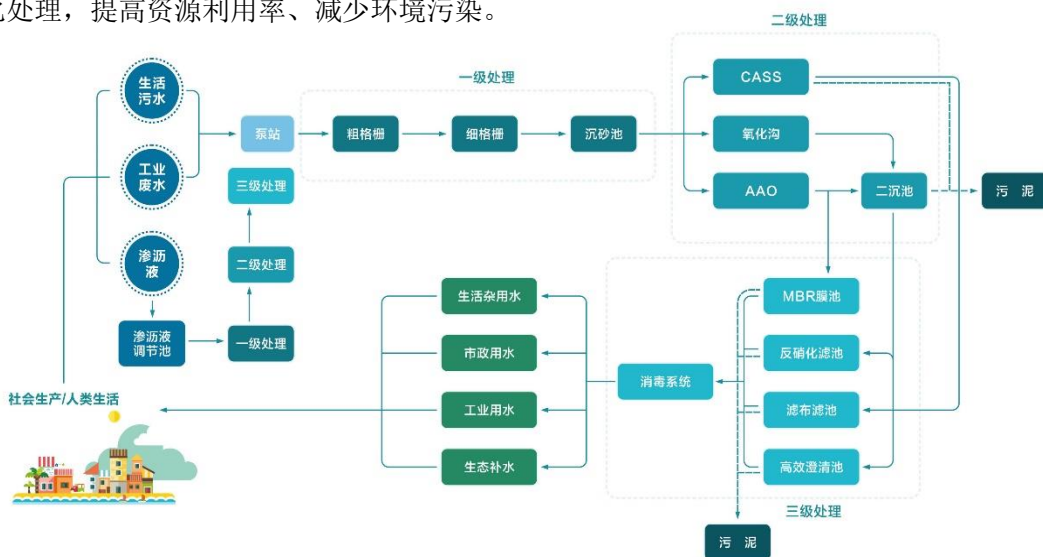 化处理，提高资源利用率、减少环境污染。
二级处理
一级处理
生活
污水
CASS
泵站
粗格栅
细格栅
沉砂池
氧化沟
工业
废水
三级处理
AAO
二沉池
污 泥
渗沥
液
二级处理
生活杂用水
MBR膜池
渗沥液
调节池
一级处理
市政用水
反硝化滤池
消毒系统
社会生产/人类生活
工业用水
滤布滤池
生态补水
高效澄清池
三级处理
污 泥